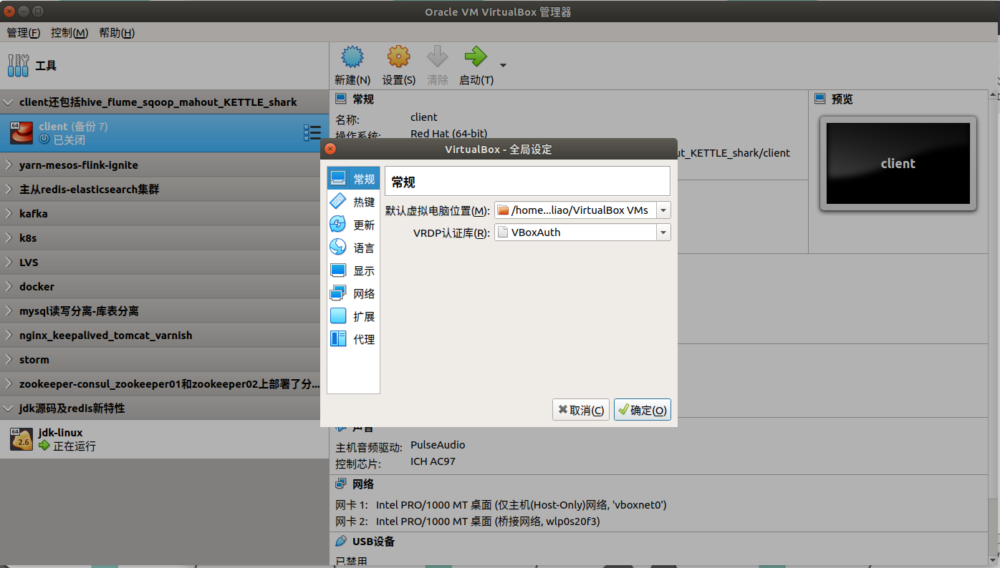 Oracle VM VirtualBox 管理器
管理(F) 控制(M) 帮助(H)
工具
新建(N) 设置(S) 清除 启动(T)
client还包括hive_flume_sqoop_mahout_KETTLE_shark
64
client (备份 7)
已关闭
yarn-mesos-flink-ignite
主从redis-elasticsearch集群
kafka
k8s
LVS
docker
mysql读写分离-库表分离
nginx_keepalived_tomcat_varnish
storm
zookeeper-consul_zookeeper01和zookeeper02上部署了分...
jdk源码及redis新特性
64
2.6
jdk-linux
正在运行
常规
名称: client
操作系统: Red Hat (64-bit)
ut_KETTLE_shark/client
预览
client
VirtualBox - 全局设定
常规
热键
更新
语言
显示
网络
扩展
代理
常规
默认虚拟电脑位置(M): /home...liao/VirtualBox VMs
VRDP认证库(R): VBoxAuth
取消(C) 确定(O)
声音
主机音频驱动: PulseAudio
控制芯片: ICH AC97
网络
网卡 1: Intel PRO/1000 MT 桌面 (仅主机(Host-Only)网络, 'vboxnet0')
网卡 2: Intel PRO/1000 MT 桌面 (桥接网络, wlp0s20f3)
USB设备
已禁用